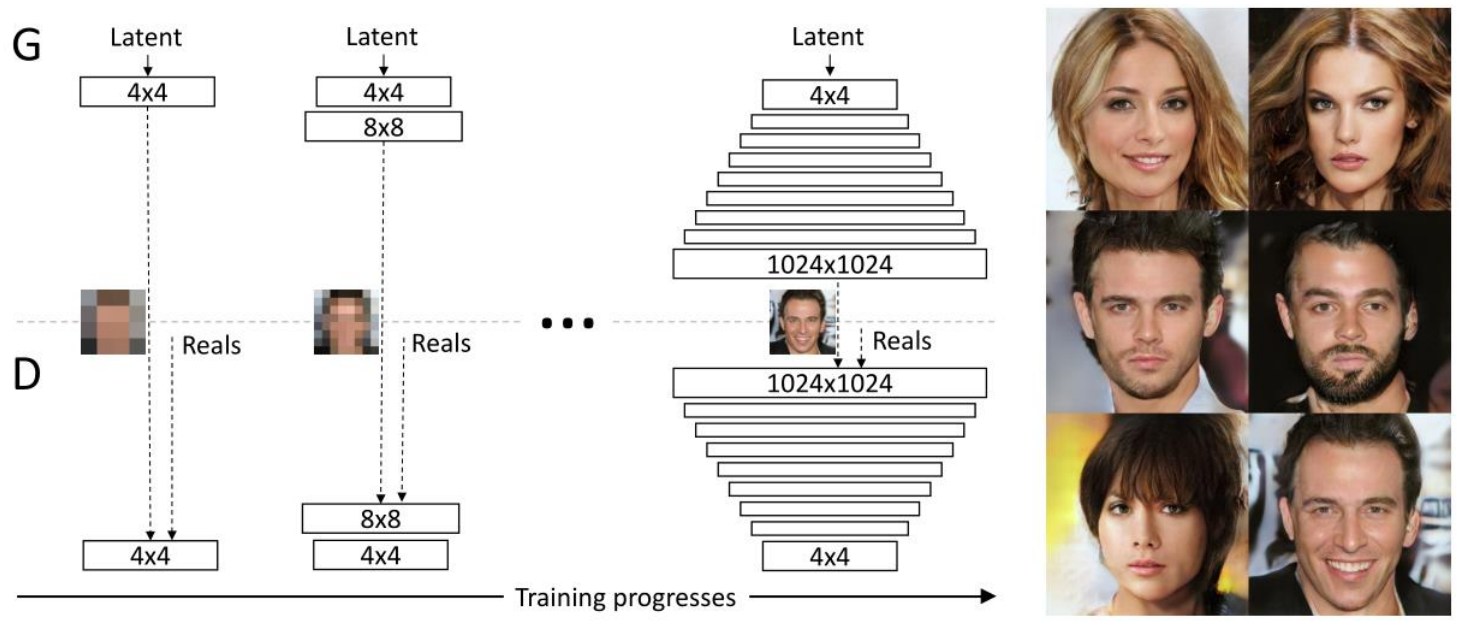 G
Latent
Latent
Latent
4x4
4x4
4x4
8x8
1024x1024
Reals
Reals
Reals
D
1024x1024
8x8
4x4
4x4
4x4
Training progresses